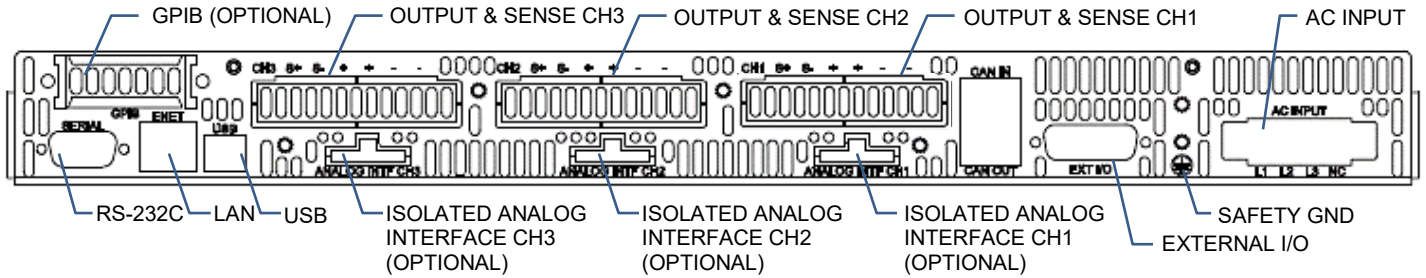 GPIB (OPTIONAL) OUTPUT & SENSE CH3 OUTPUT & SENSE CH2 OUTPUT & SENSE CH1 AC INPUT
CH3 S+ S- + + - - CH2 S+ S- + + - - CH1 S+ S- + + - - CAN IN
GPIB ENET AC INPUT
SERIAL USB
ANALOG INTF CH3 ANALOG INTF CH2 ANALOG INTF CH1 CAN OUT EXT I/O L1 L2 L3 NC
RS-232C LAN USB ISOLATED ANALOG ISOLATED ANALOG ISOLATED ANALOG SAFETY GND
INTERFACE CH3 INTERFACE CH2 INTERFACE CH1 EXTERNAL I/O
(OPTIONAL) (OPTIONAL) (OPTIONAL)